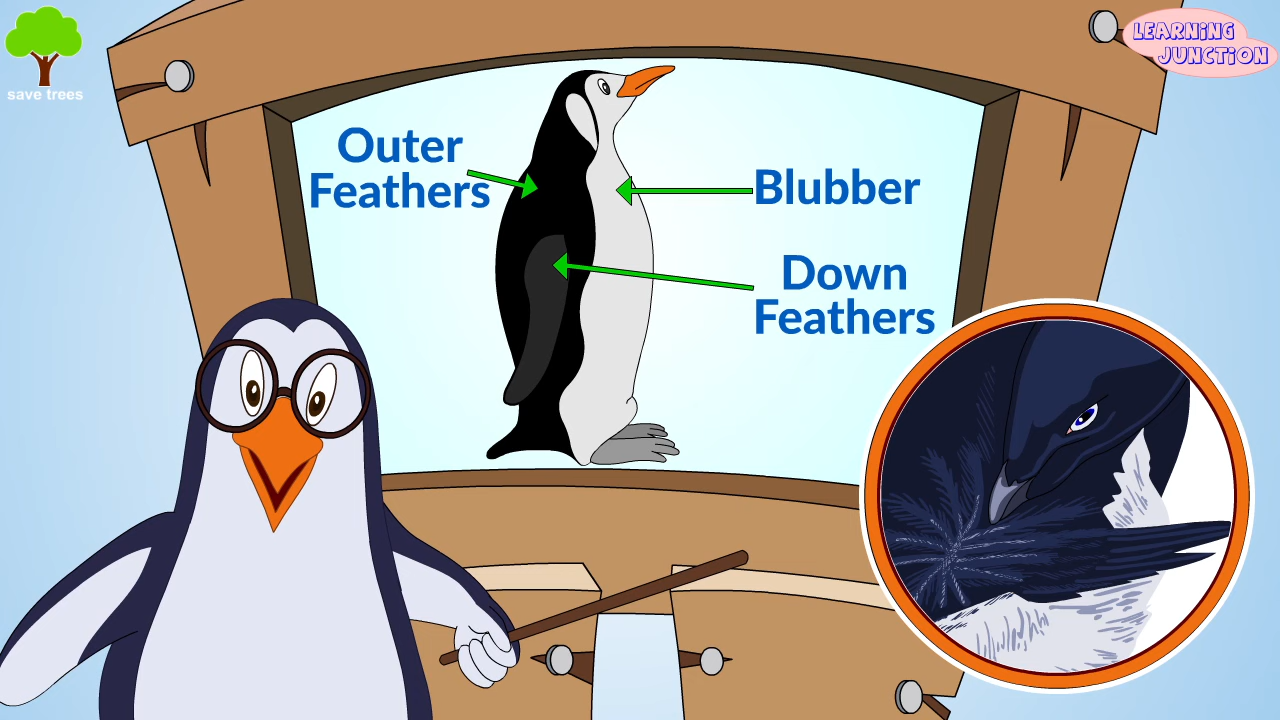 save trees
LEARNING
JUNCTION
Outer
Feathers
Blubber
Down
Feathers